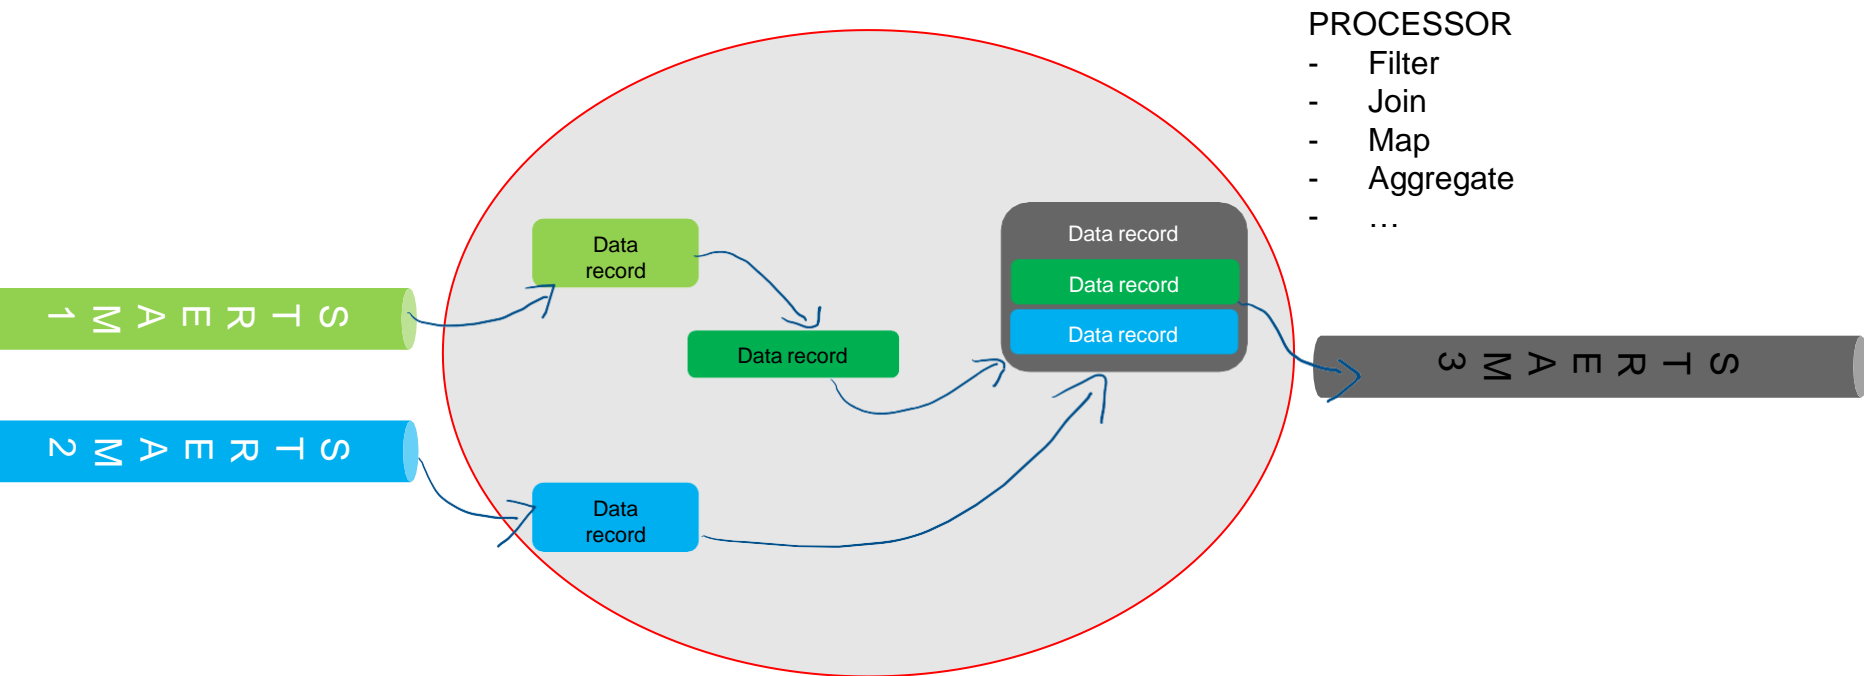 PROCESSOR
- Filter
- Join
- Map
- Aggregate
- …
Data
record
Data record
Data record
Data record
STREAM 1
Data record
STREAM 3
STREAM 2
Data
record